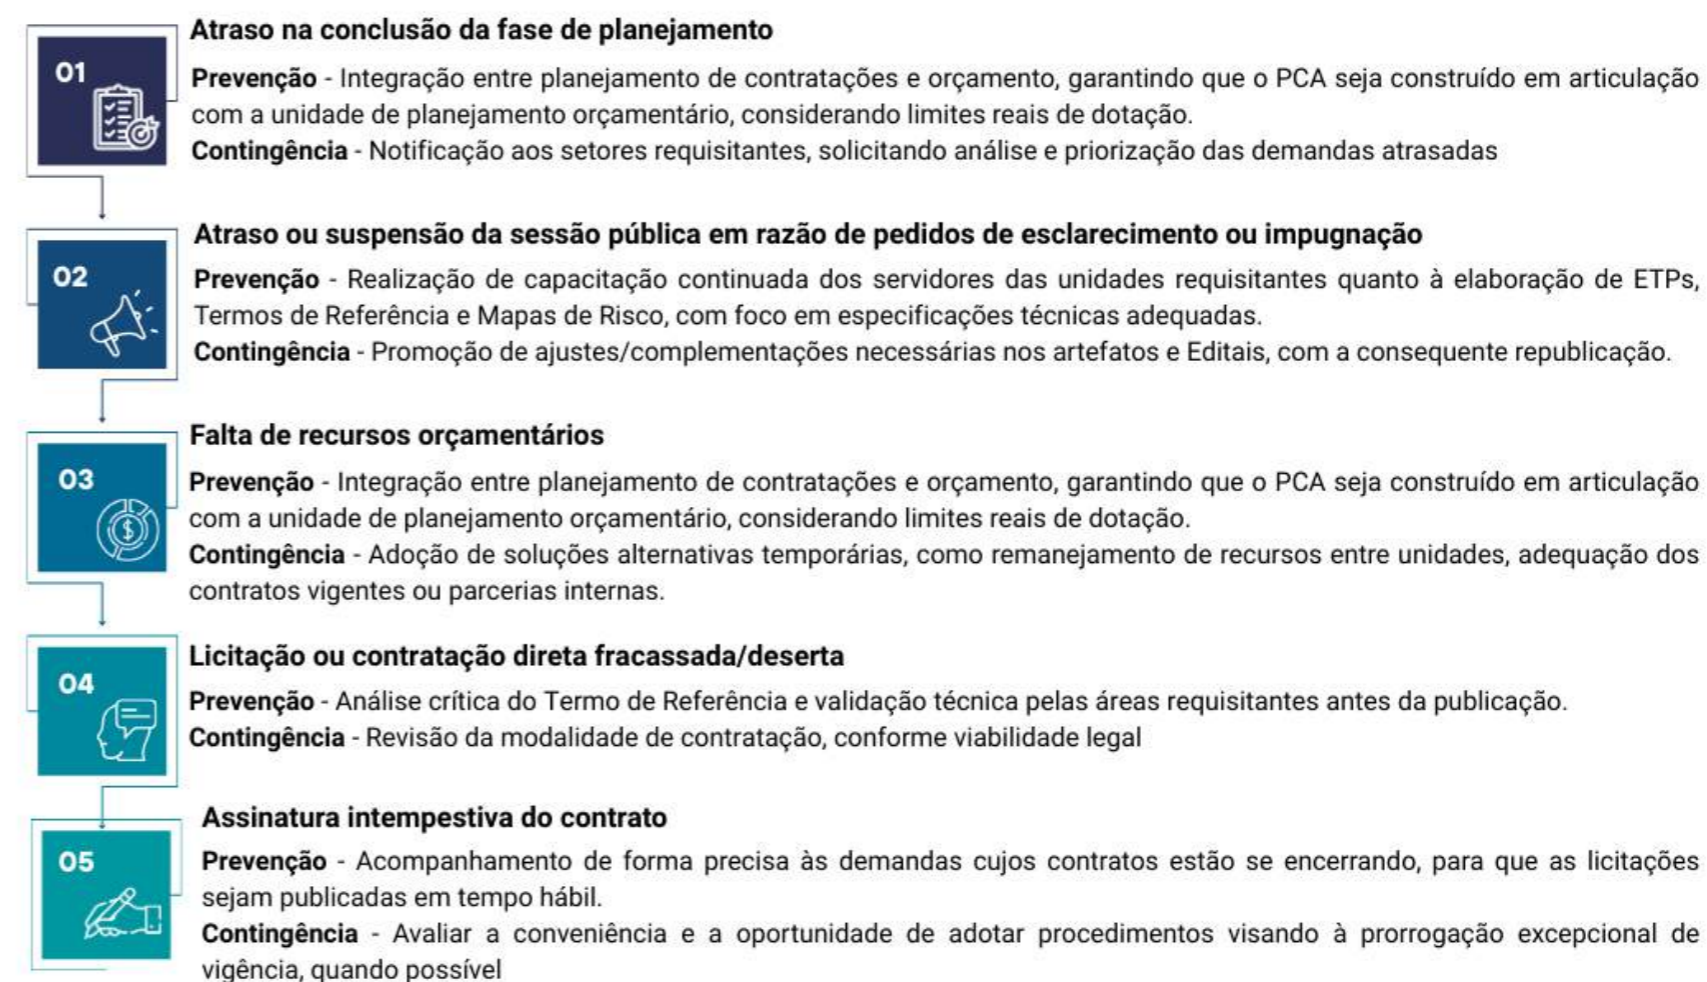 Atraso na conclusão da fase de planejamento
01
Prevenção - Integração entre planejamento de contratações e orçamento, garantindo que o PCA seja construído em articulação
com a unidade de planejamento orçamentário, considerando limites reais de dotação.
Contingência - Notificação aos setores requisitantes, solicitando análise e priorização das demandas atrasadas
Atraso ou suspensão da sessão pública em razão de pedidos de esclarecimento ou impugnação
02
Prevenção - Realização de capacitação continuada dos servidores das unidades requisitantes quanto à elaboração de ETPs,
Termos de Referência e Mapas de Risco, com foco em especificações técnicas adequadas.
Contingência - Promoção de ajustes/complementações necessárias nos artefatos e Editais, com a consequente republicação.
Falta de recursos orçamentários
03
Prevenção - Integração entre planejamento de contratações e orçamento, garantindo que o PCA seja construído em articulação
com a unidade de planejamento orçamentário, considerando limites reais de dotação.
Contingência - Adoção de soluções alternativas temporárias, como remanejamento de recursos entre unidades, adequação dos
contratos vigentes ou parcerias internas.
Licitação ou contratação direta fracassada/deserta
04
Prevenção - Análise crítica do Termo de Referência e validação técnica pelas áreas requisitantes antes da publicação.
Contingência - Revisão da modalidade de contratação, conforme viabilidade legal
Assinatura intempestiva do contrato
05
Prevenção - Acompanhamento de forma precisa às demandas cujos contratos estão se encerrando, para que as licitações
sejam publicadas em tempo hábil.
Contingência - Avaliar a conveniência e a oportunidade de adotar procedimentos visando à prorrogação excepcional de
vigência, quando possível